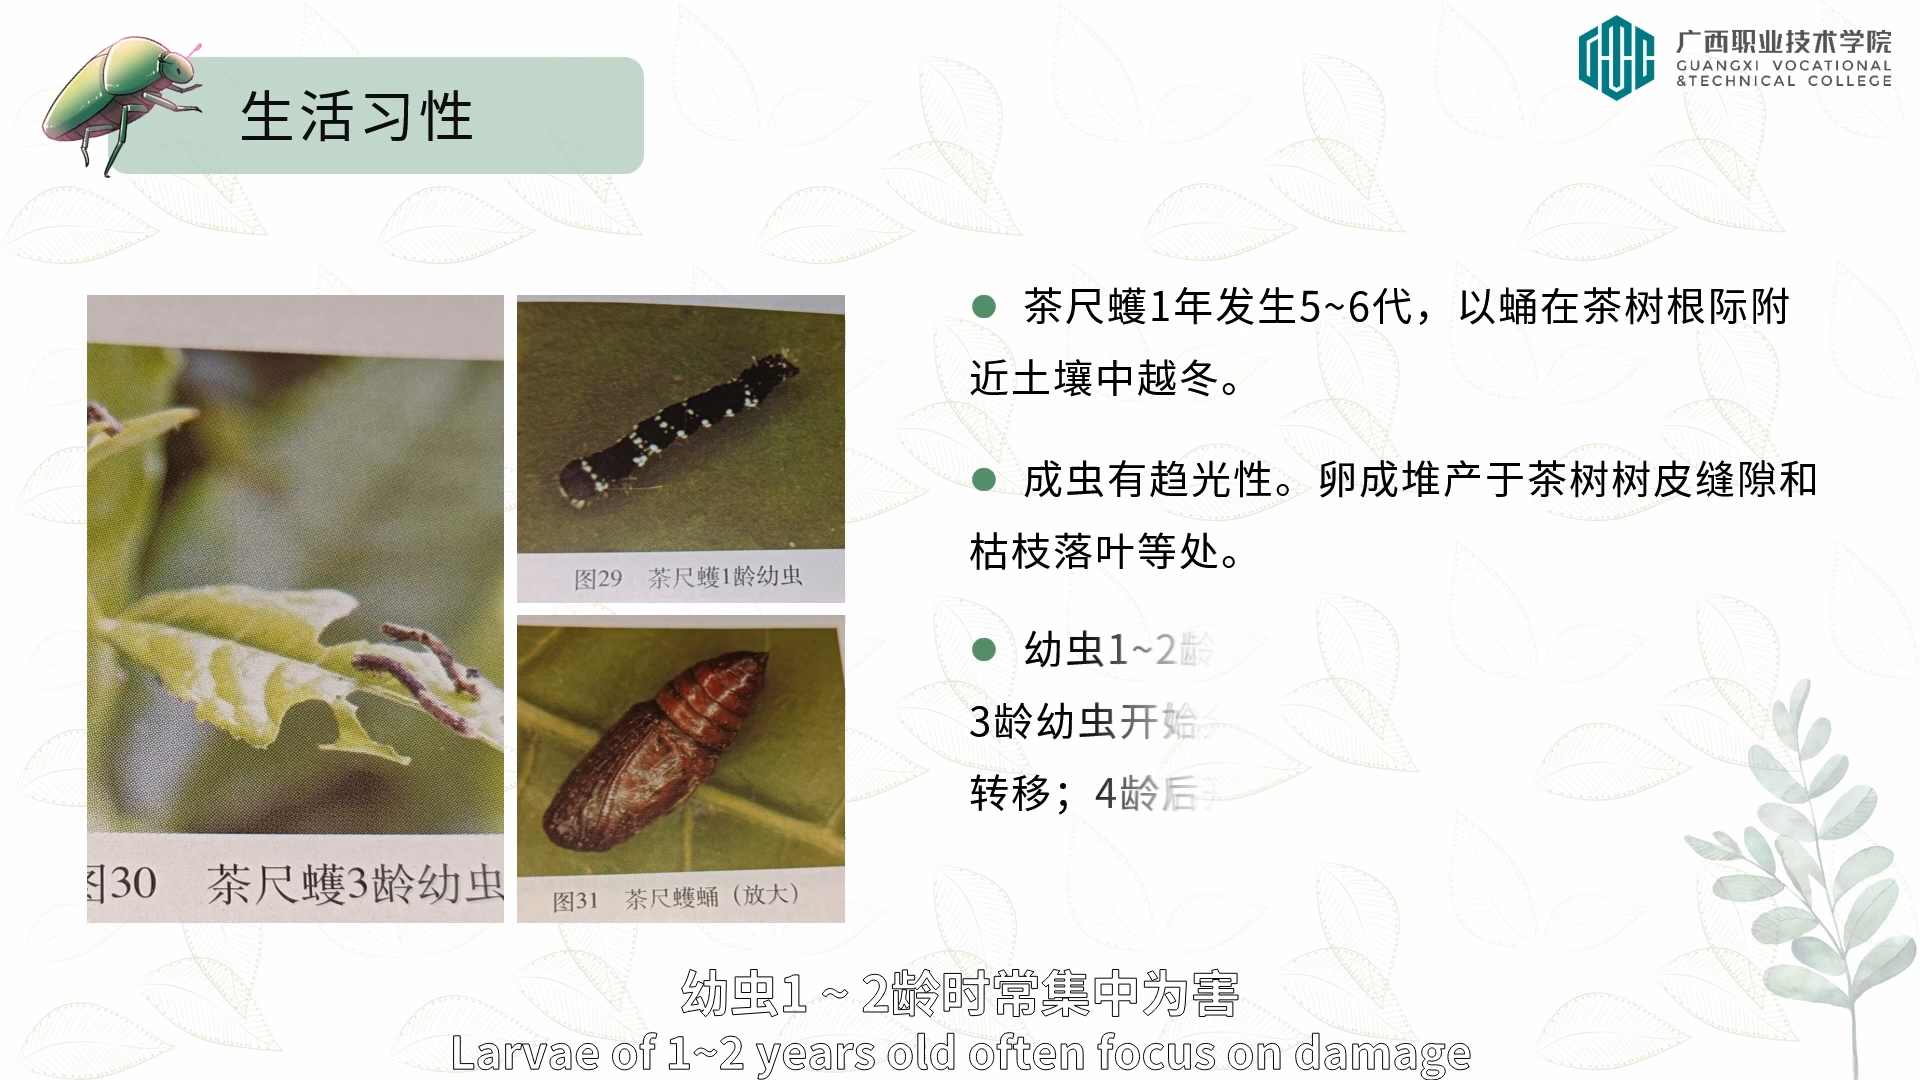 生活习性
广西职业技术学院
GUANGXI VOCATIONAL
&TECHNICAL COLLEGE
茶尺蠖1年发生5~6代，以蛹在茶树根际附
近土壤中越冬。
成虫有趋光性。卵成堆产于茶树树皮缝隙和
枯枝落叶等处。
幼虫1~2龄
3龄幼虫开始
转移；4龄后
图29 茶尺蠖1龄幼虫
图30 茶尺蠖3龄幼虫
图31 茶尺蠖蛹（放大）
幼虫1 ~ 2龄时常集中为害
Larvae of 1~2 years old often focus on damage